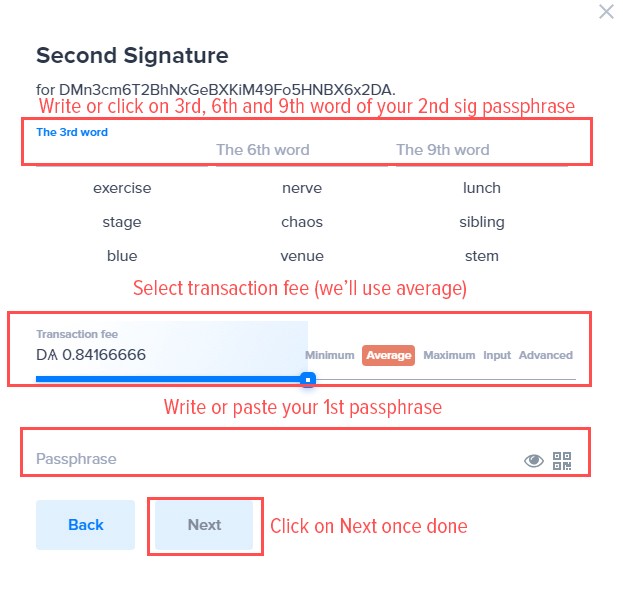 Second Signature
for DMn3cm6T2BhNxGeBXKiM49Fo5HNBX6x2DA.
Write or click on 3rd, 6th and 9th word of your 2nd sig passphrase
The 3rd word
The 6th word The 9th word
exercise nerve lunch
stage chaos sibling
blue venue stem
Select transaction fee (we'll use average)
Transaction fee
DѦ 0.84166666 Minimum Average Maximum Input Advanced
Write or paste your 1st passphrase
Passphrase
Back Next Click on Next once done